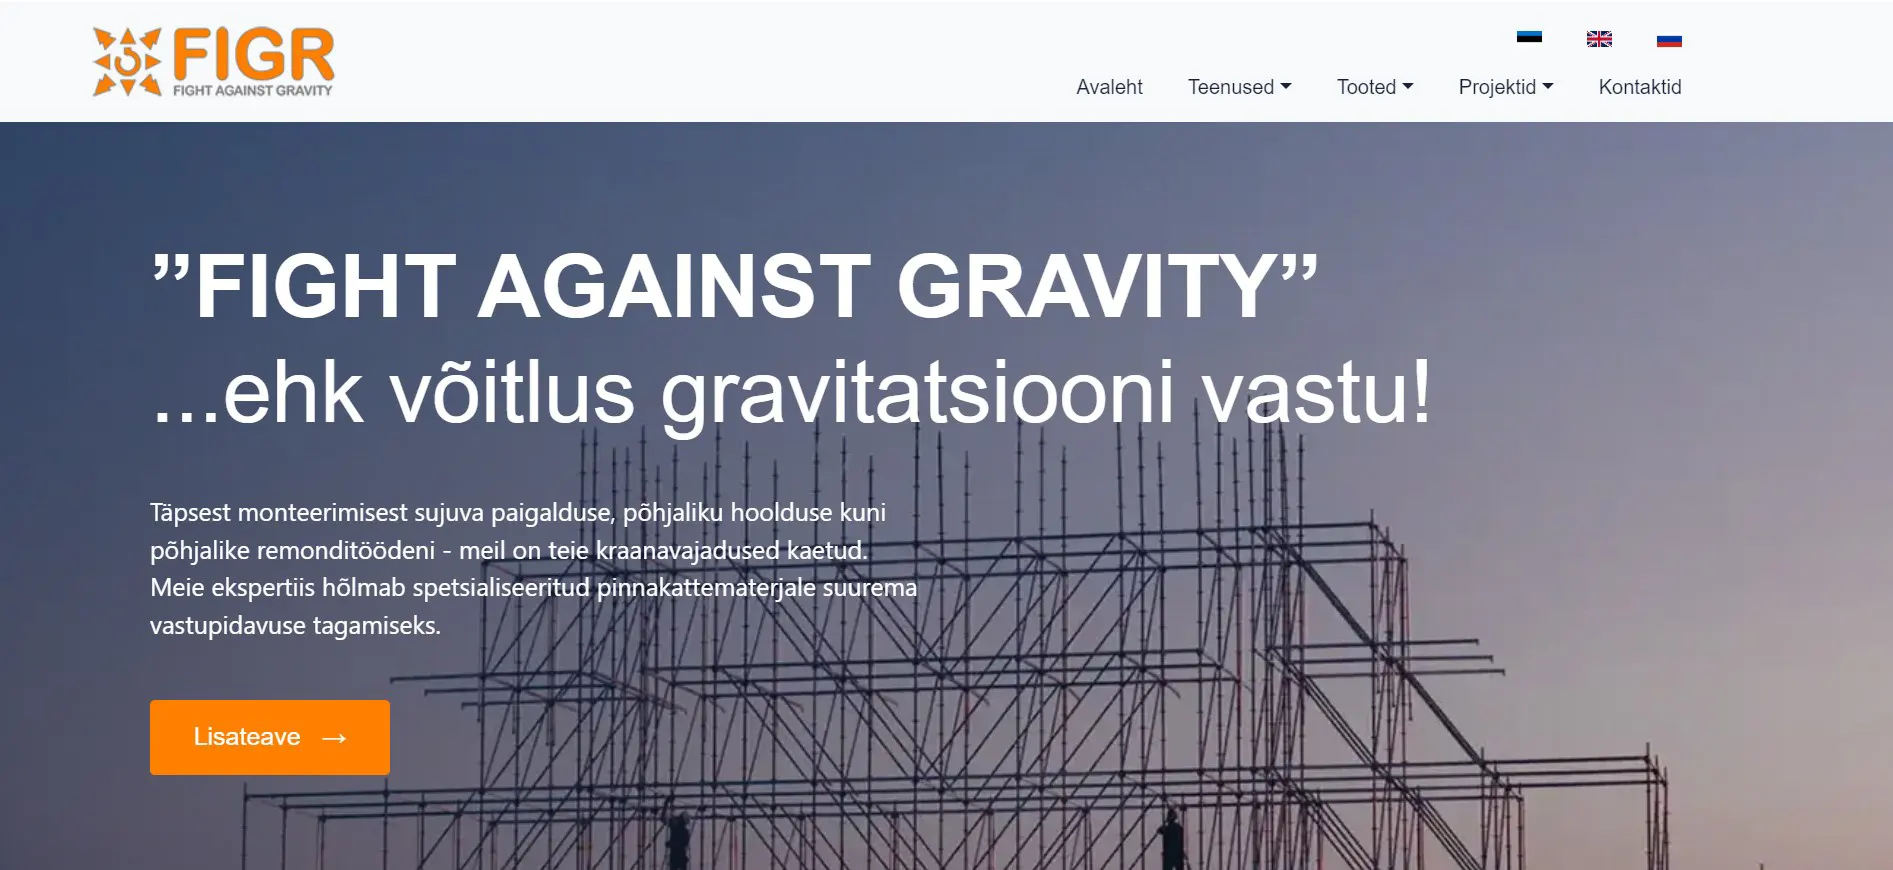 FIGR
FIGHT AGAINST GRAVITY
Avaleht Teenused Tooted Projektid Kontaktid
”FIGHT AGAINST GRAVITY”
...ehk võitlus gravitatsiooni vastu!
Täpsest monteerimisest sujuva paigalduse, põhjaliku hoolduse kuni
põhjalike remonditöödeni - meil on teie kraanavajadused kaetud.
Meie ekspertiis hõlmab spetsialiseeritud pinnakattematerjale suurema
vastupidavuse tagamiseks.
Lisateave →